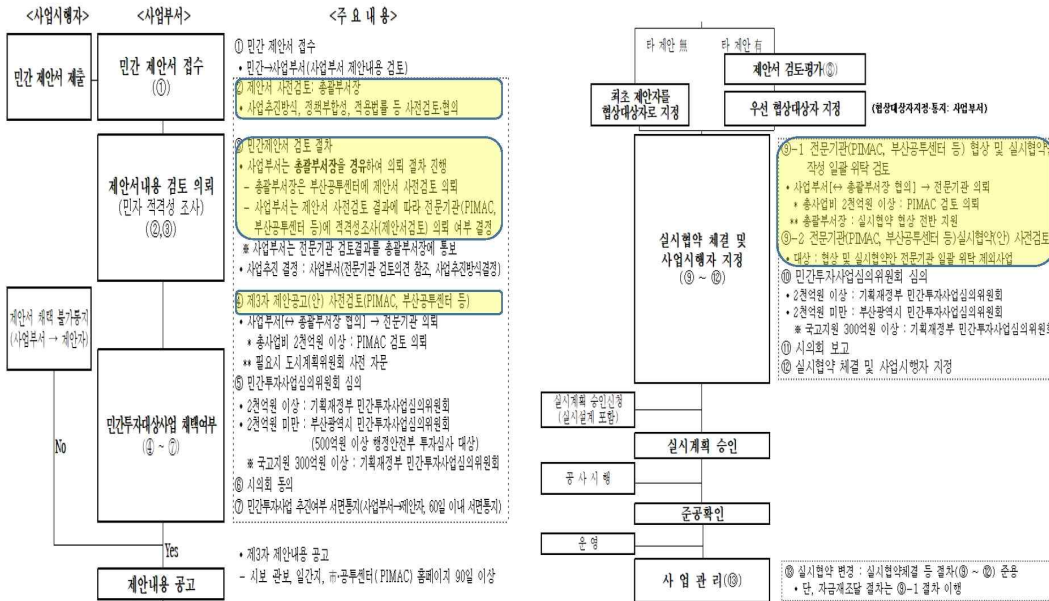 <사업시행자>
<사업부서>
<주 요 내 용>
민간 제안서 제출
민간 제안서 접수
(①)
① 민간 제안서 접수
• 민간→사업부서(사업부서 제안내용 검토)
② 제안서 사전검토: 총괄부서장
• 사업추진방식, 정책부합성, 적용법률 등 사전검토·협의
제안서내용 검토 의뢰
(민자 적격성 조사)
(②,③)
③ 민간제안서 검토 절차
• 사업부서는 총괄부서장을 경유하여 의뢰 절차 진행
- 총괄부서장은 부산공투센터에 제안서 사전검토 의뢰
- 사업부서는 제안서 사전검토 결과에 따라 전문기관(PIMAC,
부산공투센터 등)에 적격성조사(제안서검토) 의뢰 여부 결정
※ 사업부서는 전문기관 검토결과를 총괄부서장에 통보
• 사업추진 결정 : 사업부서(전문기관 검토의견 참조, 사업추진방식결정)
제안서 채택 불가통지
(사업부서 → 제안자)
④ 제3자 제안공고(안) 사전검토(PIMAC, 부산공투센터 등)
• 사업부서[↔ 총괄부서장 협의] → 전문기관 의뢰
* 총사업비 2천억원 이상 : PIMAC 검토 의뢰
** 필요시 도시계획위원회 사전 자문
민간투자대상사업 채택여부
(④ ~ ⑦)
⑤ 민간투자사업심의위원회 심의
• 2천억원 이상 : 기획재정부 민간투자사업심의위원회
• 2천억원 미만 : 부산광역시 민간투자사업심의위원회
(500억원 이상 행정안전부 투자심사 대상)
※ 국고지원 300억원 이상 : 기획재정부 민간투자사업심의위원회
⑥ 시의회 동의
⑦ 민간투자사업 추진여부 서면통지(사업부서→제안자, 60일 이내 서면통지)
No
Yes
제안내용 공고
• 제3자 제안내용 공고
- 시보 관보, 일간지, 市·공투센터(PIMAC) 홈페이지 90일 이상
타 제안 無
타 제안 有
제안서 검토·평가(⑧)
최초 제안자를
협상대상자로 지정
우선 협상대상자 지정
(협상대상자지정·통지: 사업부서)
실시협약 체결 및
사업시행자 지정
(⑨ ~ ⑫)
⑨-1 전문기관(PIMAC, 부산공투센터 등) 협상 및 실시협약안
작성 일괄 위탁 검토
• 사업부서[↔ 총괄부서장 협의] → 전문기관 의뢰
* 총사업비 2천억원 이상 : PIMAC 검토 의뢰
** 총괄부서장 : 실시협약 협상 전반 지원
⑨-2 전문기관(PIMAC, 부산공투센터 등)실시협약(안) 사전검토
• 대상 : 협상 및 실시협약안 전문기관 일괄 위탁 제외사업
⑩ 민간투자사업심의위원회 심의
• 2천억원 이상 : 기획재정부 민간투자사업심의위원회
• 2천억원 미만 : 부산광역시 민간투자사업심의위원회
※ 국고지원 300억원 이상 : 기획재정부 민간투자사업심의위원회
⑪ 시의회 보고
⑫ 실시협약 체결 및 사업시행자 지정
실시계획 승인신청
(실시설계 포함)
실시계획 승인
공 사 시 행
준공확인
운 영
사 업 관 리(⑬)
⑬ 실시협약 변경 : 실시협약체결 등 절차(⑨ ~ ⑫) 준용
• 단, 자금재조달 절차는 ⑨-1 절차 이행